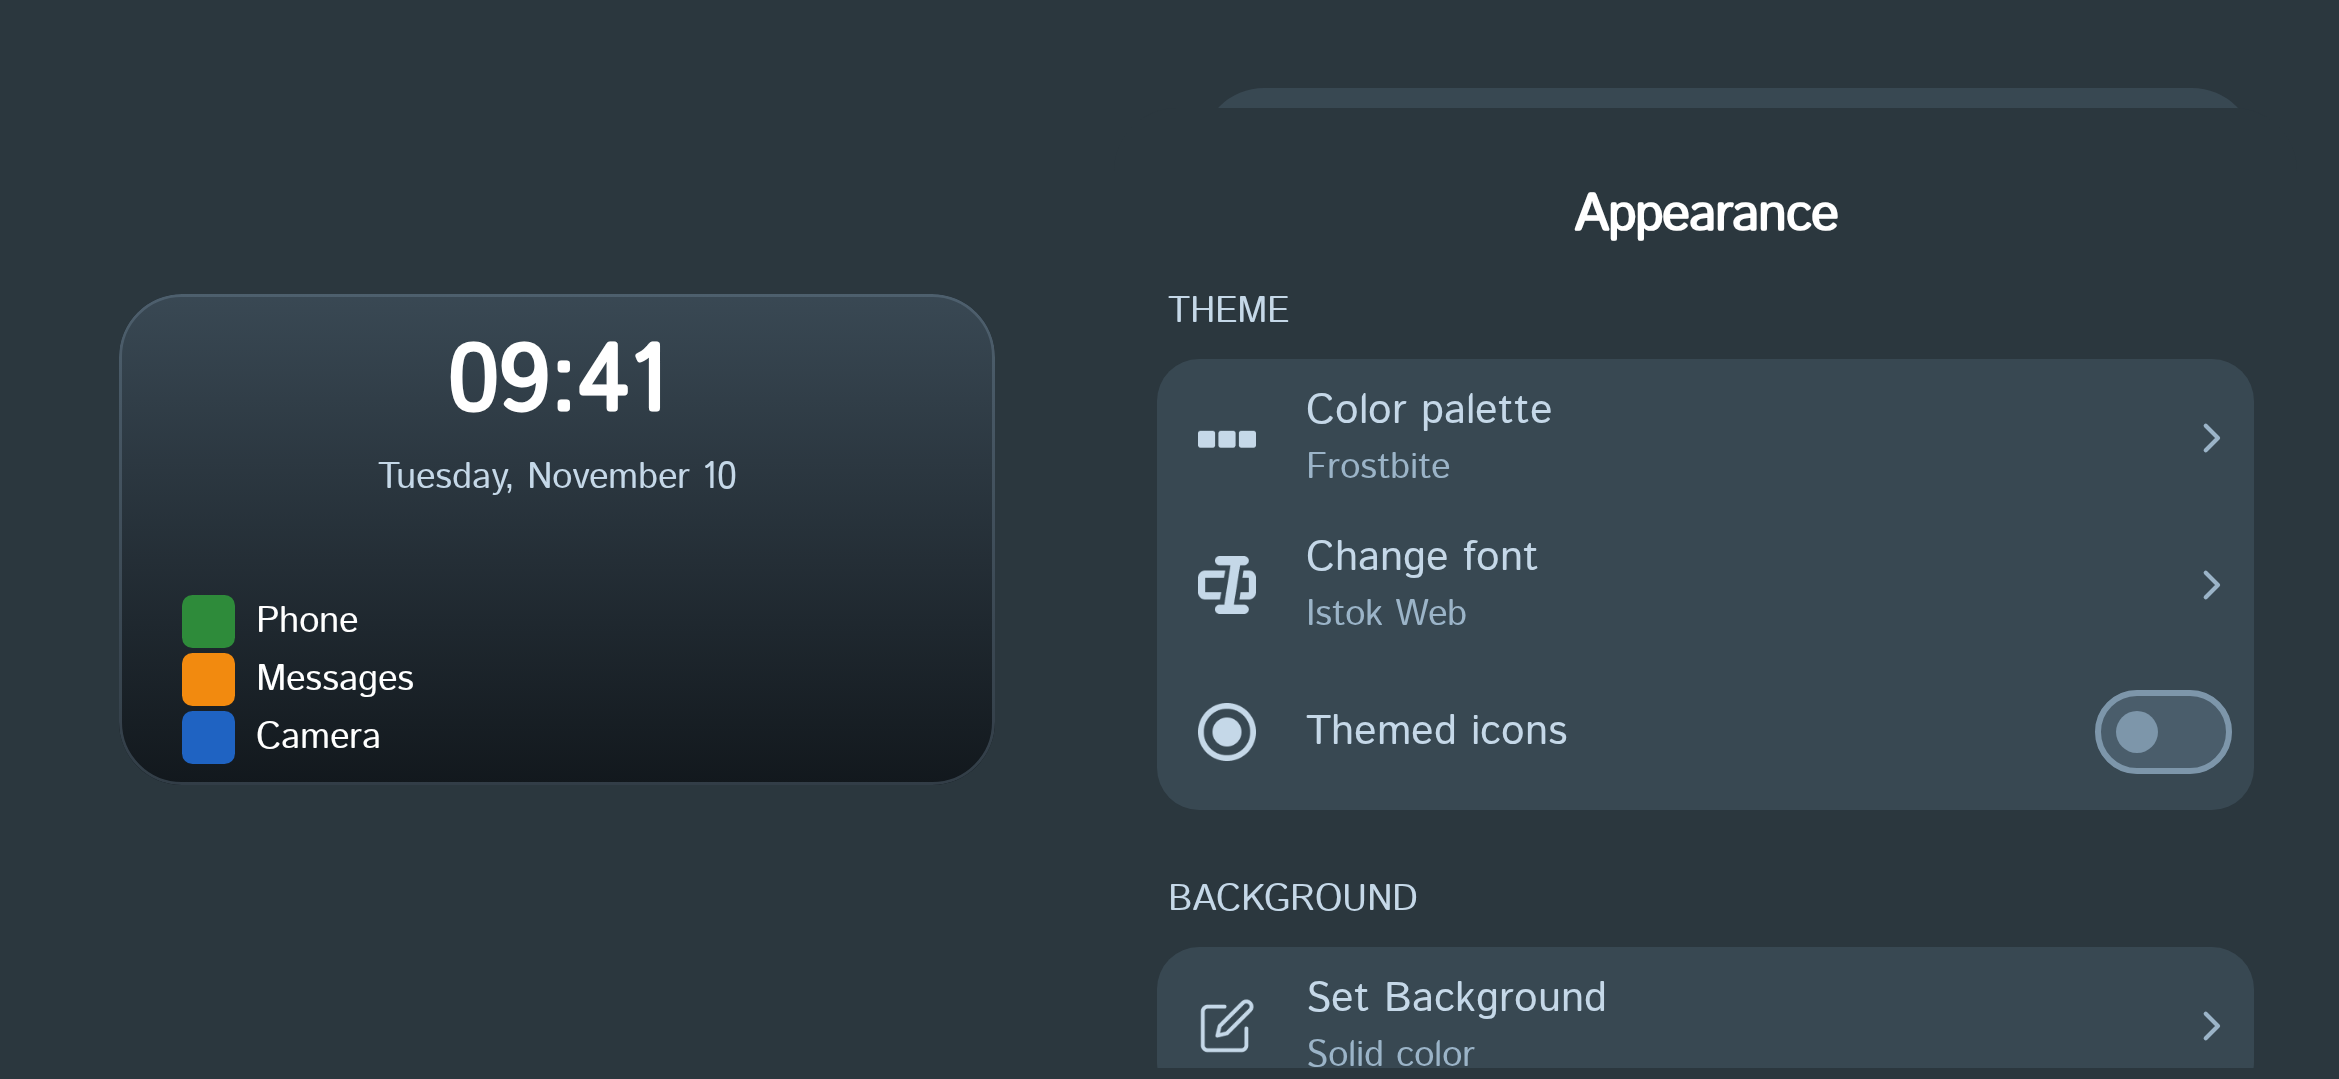 09:41
Tuesday, November 10
Phone
Messages
Camera
Appearance
THEME
Color palette
Frostbite
Change font
Istok Web
Themed icons
BACKGROUND
Set Background
Solid color